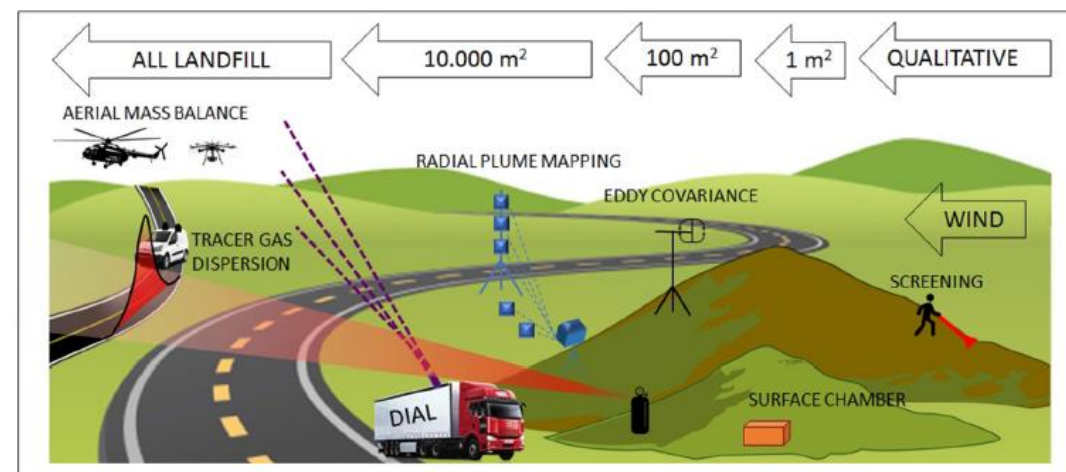 ALL LANDFILL
10.000 m²
100 m²
1 m²
QUALITATIVE
AERIAL MASS BALANCE
RADIAL PLUME MAPPING
EDDY COVARIANCE
WIND
TRACER GAS
DISPERSION
SCREENING
DIAL
SURFACE CHAMBER